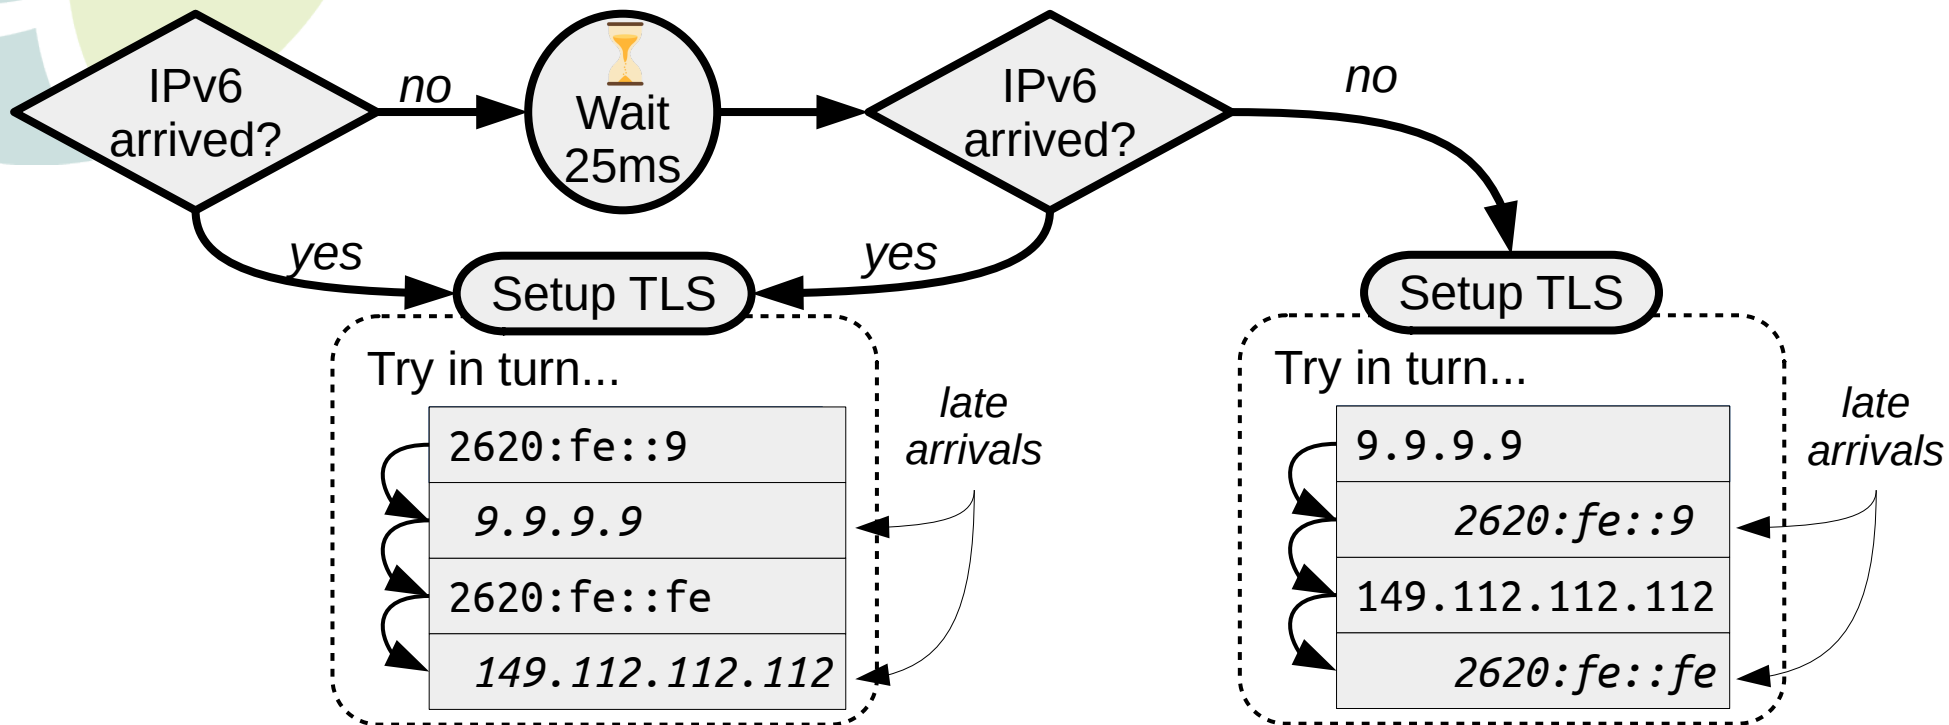 IPv6
arrived?
no
Wait
25ms
IPv6
arrived?
no
yes
yes
Setup TLS
Try in turn...
2620:fe::9
9.9.9.9
2620:fe::fe
149.112.112.112
late
arrivals
Setup TLS
Try in turn...
9.9.9.9
2620:fe::9
149.112.112.112
2620:fe::fe
late
arrivals